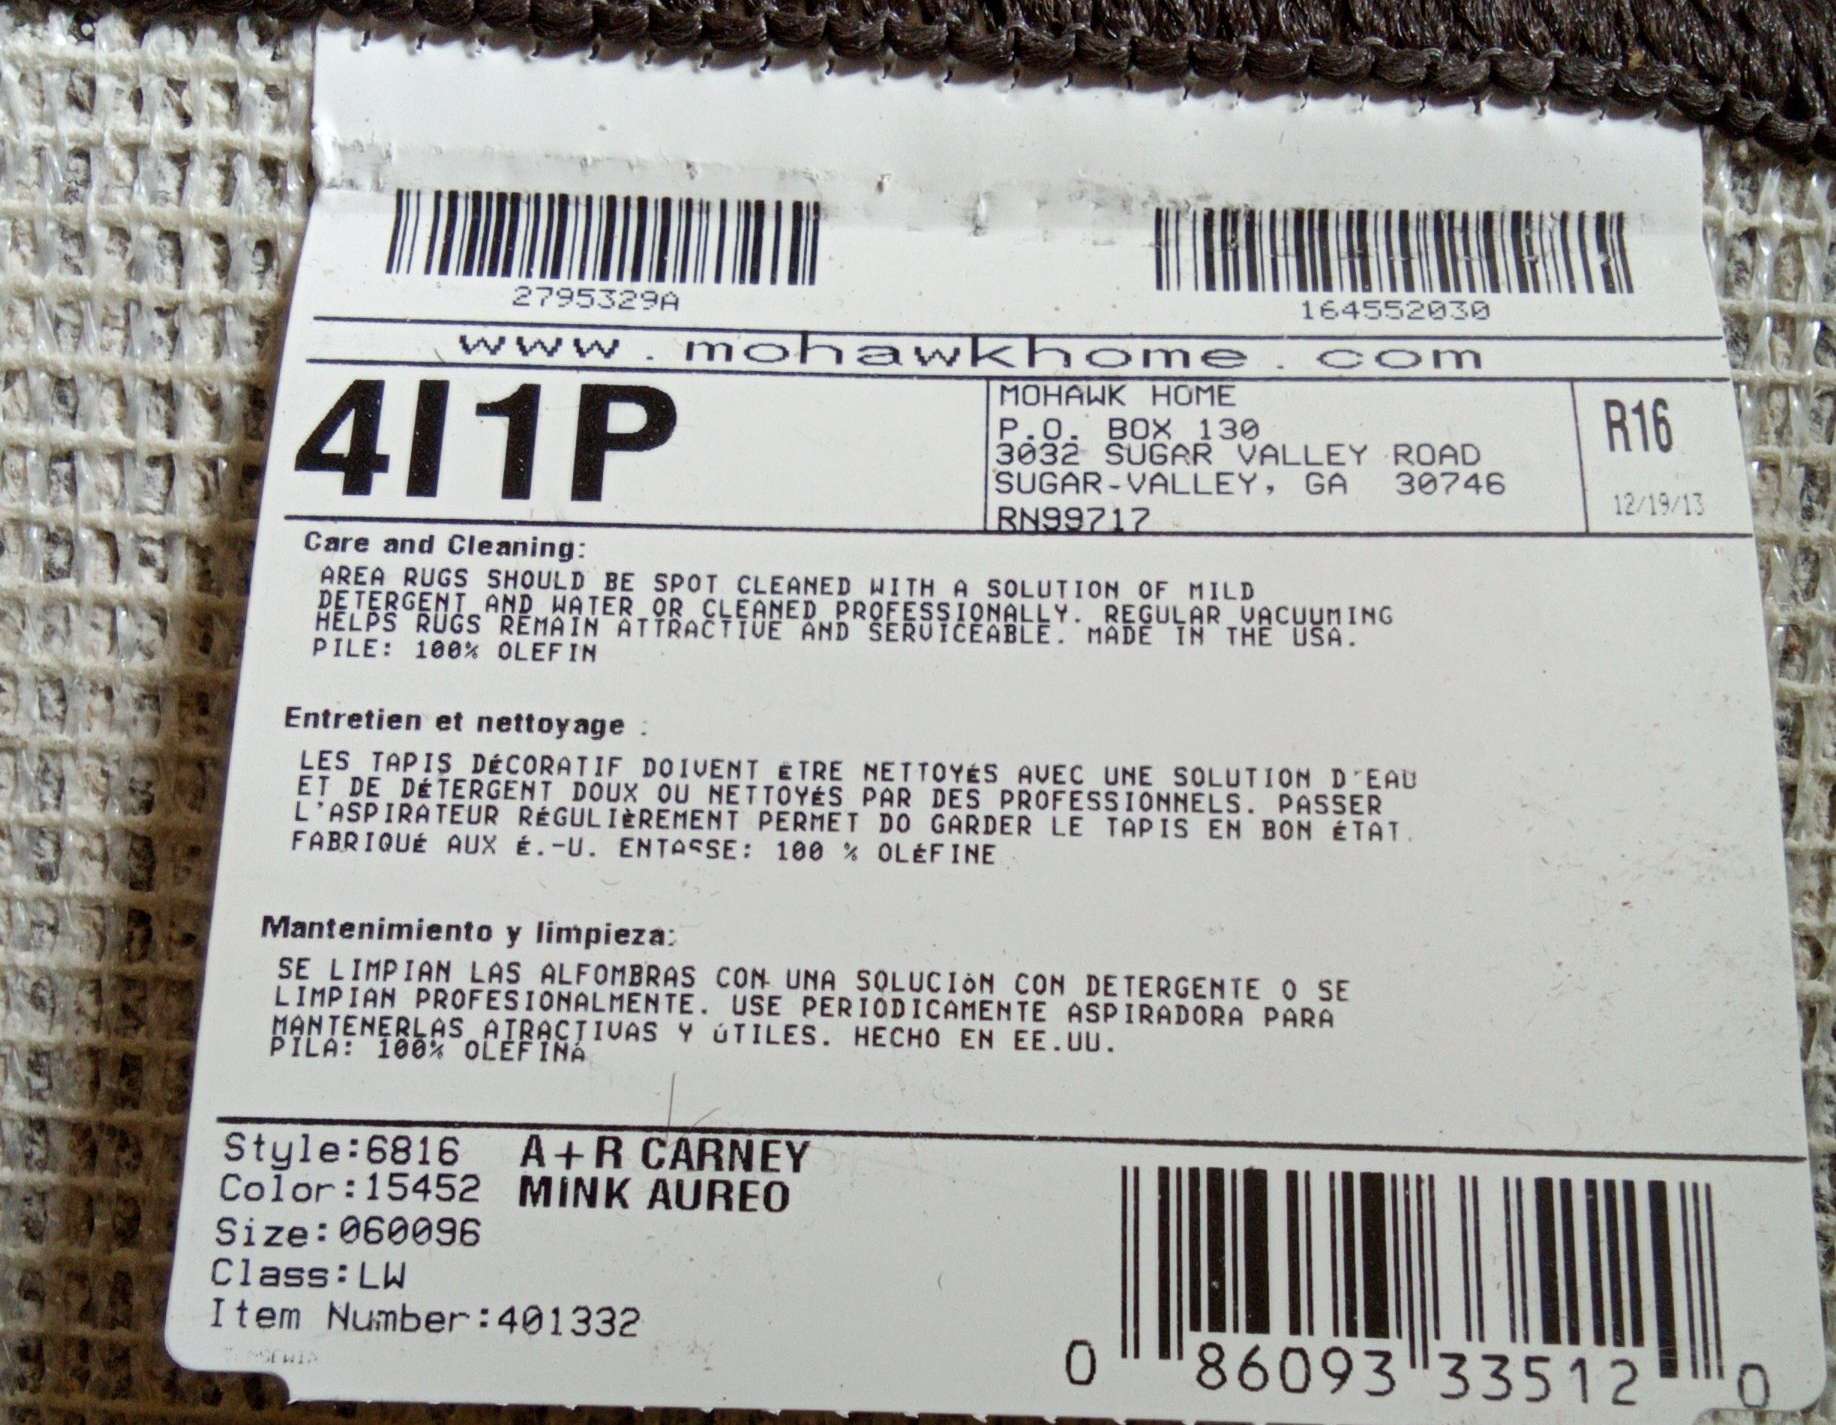 2795329A
164552030
www.mohawkhome.com
4I1P
MOHAWK HOME
P.O. BOX 130
3032 SUGAR VALLEY ROAD
SUGAR-VALLEY, GA 30746
RN99717
R16
12/19/13
Care and Cleaning:
AREA RUGS SHOULD BE SPOT CLEANED WITH A SOLUTION OF MILD
DETERGENT AND WATER OR CLEANED PROFESSIONALLY. REGULAR VACUUMING
HELPS RUGS REMAIN ATTRACTIVE AND SERVICEABLE. MADE IN THE USA.
PILE: 100% OLEFIN
Entretien et nettoyage :
LES TAPIS DÉCORATIF DOIVENT ÊTRE NETTOYÉS AVEC UNE SOLUTION D'EAU
ET DE DÉTERGENT DOUX OU NETTOYÉS PAR DES PROFESSIONNELS. PASSER
L'ASPIRATEUR RÉGULIÈREMENT PERMET DO GARDER LE TAPIS EN BON ÉTAT.
FABRIQUÉ AUX É.-U. ENTASSE: 100 % OLÉFINE
Mantenimiento y limpieza:
SE LIMPIAN LAS ALFOMBRAS CON UNA SOLUCIÓN CON DETERGENTE O SE
LIMPIAN PROFESIONALMENTE. USE PERIÓDICAMENTE ASPIRADORA PARA
MANTENERLAS ATRACTIVAS Y ÚTILES. HECHO EN EE.UU.
PILA: 100% OLEFINA
Style:6816 A+R CARNEY
Color:15452 MINK AUREO
Size:060096
Class:LW
Item Number:401332
0 86093 33512 0